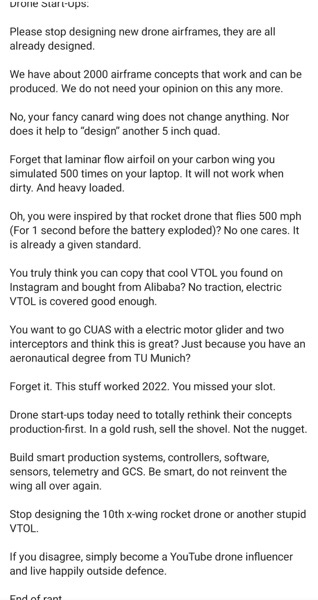 Drone Start-Ups:
Please stop designing new drone airframes, they are all
already designed.
We have about 2000 airframe concepts that work and can be
produced. We do not need your opinion on this any more.
No, your fancy canard wing does not change anything. Nor
does it help to “design” another 5 inch quad.
Forget that laminar flow airfoil on your carbon wing you
simulated 500 times on your laptop. It will not work when
dirty. And heavy loaded.
Oh, you were inspired by that rocket drone that flies 500 mph
(For 1 second before the battery exploded)? No one cares. It
is already a given standard.
You truly think you can copy that cool VTOL you found on
Instagram and bought from Alibaba? No traction, electric
VTOL is covered good enough.
You want to go CUAS with a electric motor glider and two
interceptors and think this is great? Just because you have an
aeronautical degree from TU Munich?
Forget it. This stuff worked 2022. You missed your slot.
Drone start-ups today need to totally rethink their concepts
production-first. In a gold rush, sell the shovel. Not the nugget.
Build smart production systems, controllers, software,
sensors, telemetry and GCS. Be smart, do not reinvent the
wing all over again.
Stop designing the 10th x-wing rocket drone or another stupid
VTOL.
If you disagree, simply become a YouTube drone influencer
and live happily outside defence.
End of rant